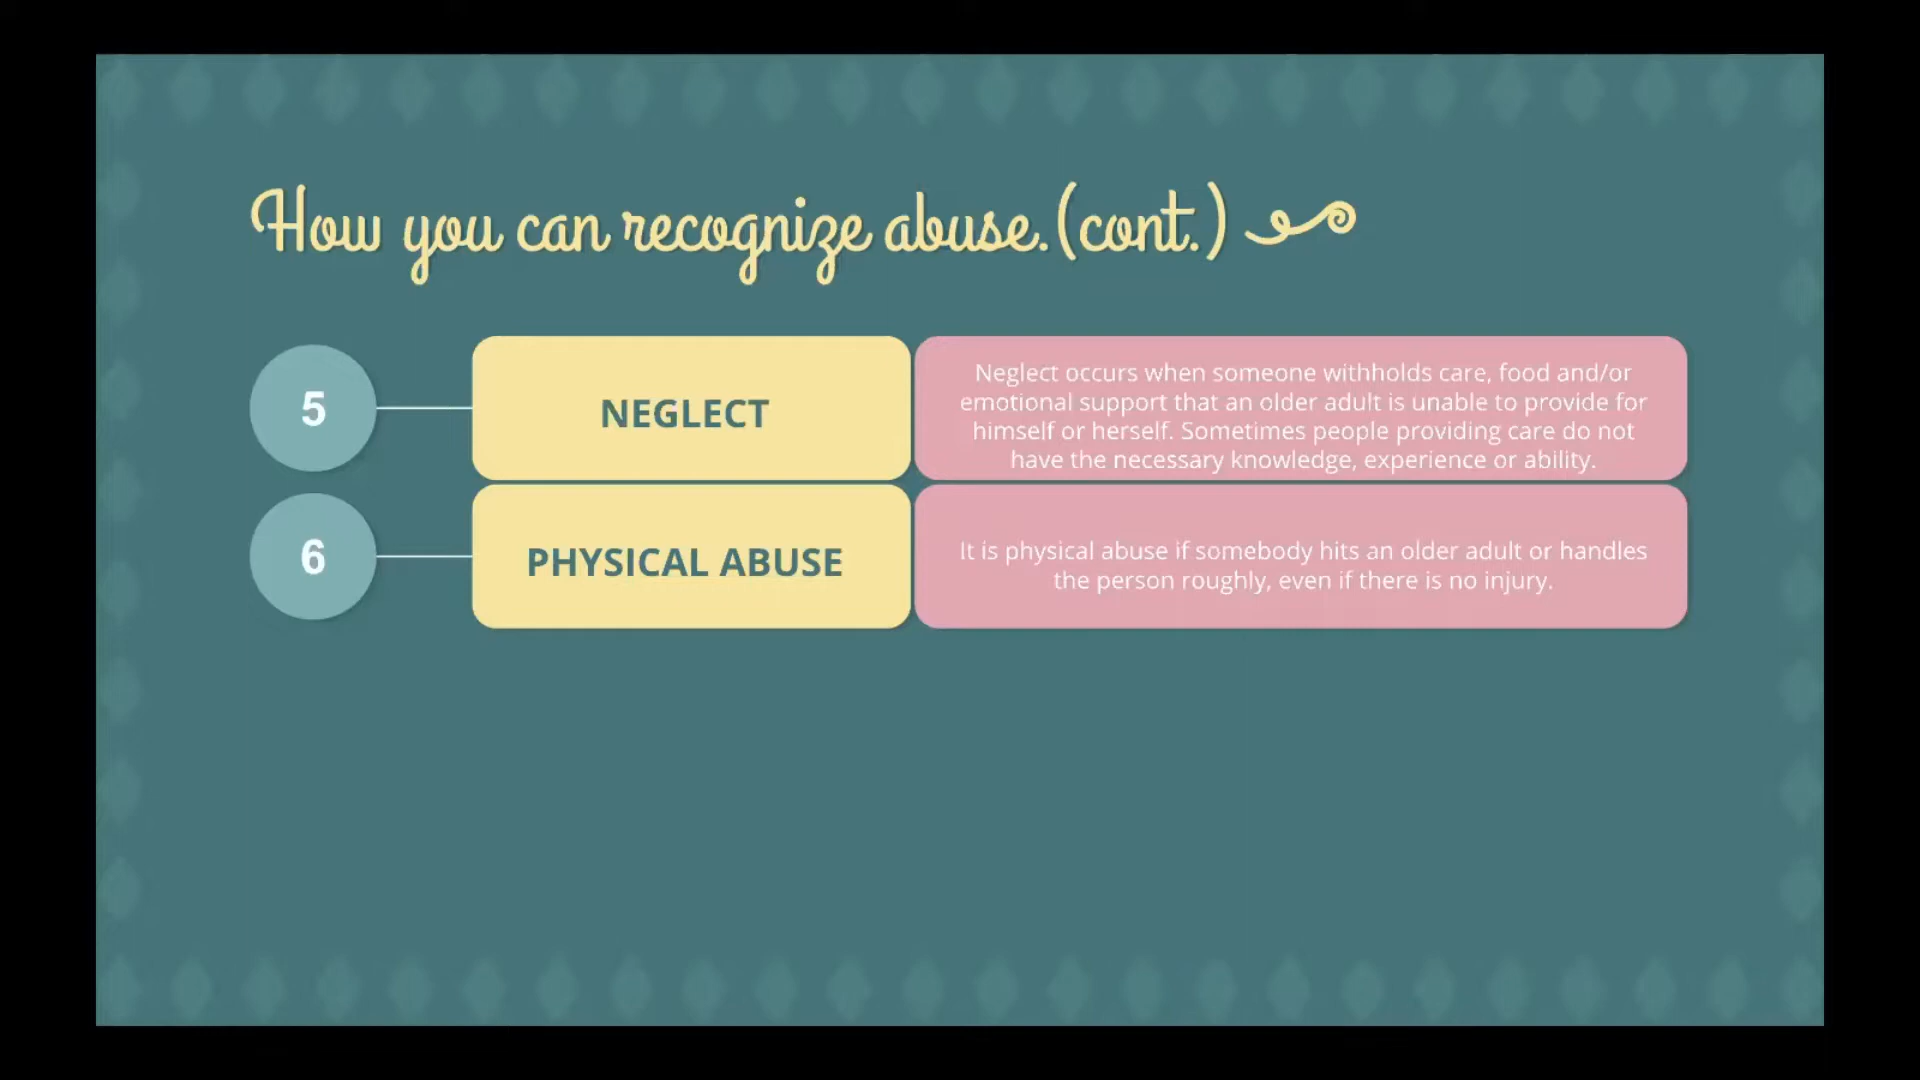 How you can recognize abuse.(cont.)
5
NEGLECT
Neglect occurs when someone withholds care, food and/or
emotional support that an older adult is unable to provide for
himself or herself. Sometimes people providing care do not
have the necessary knowledge, experience or ability.
6
PHYSICAL ABUSE
It is physical abuse if somebody hits an older adult or handles
the person roughly, even if there is no injury.